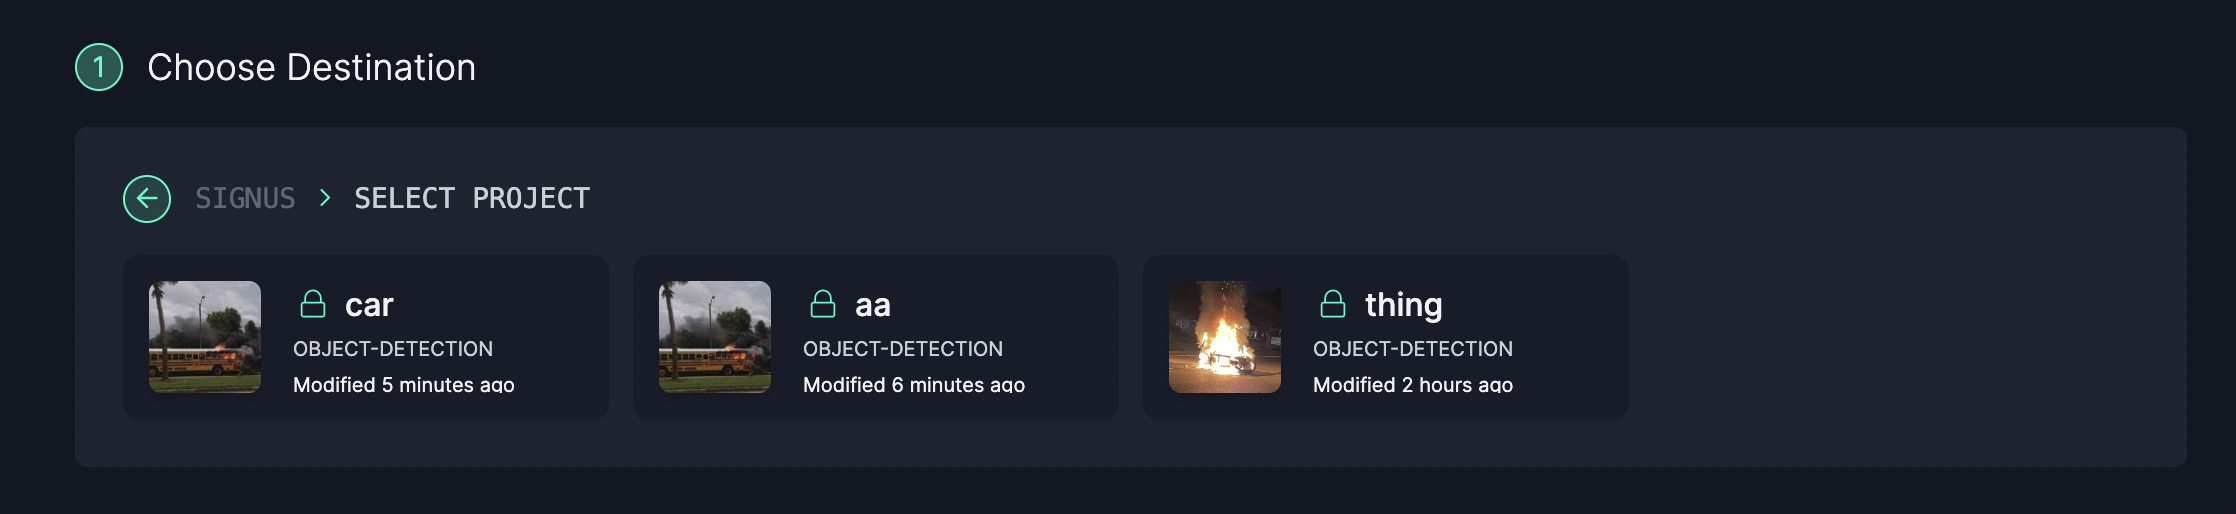 1 Choose Destination
SIGNUS > SELECT PROJECT
car
OBJECT-DETECTION
Modified 5 minutes ago
aa
OBJECT-DETECTION
Modified 6 minutes ago
thing
OBJECT-DETECTION
Modified 2 hours ago